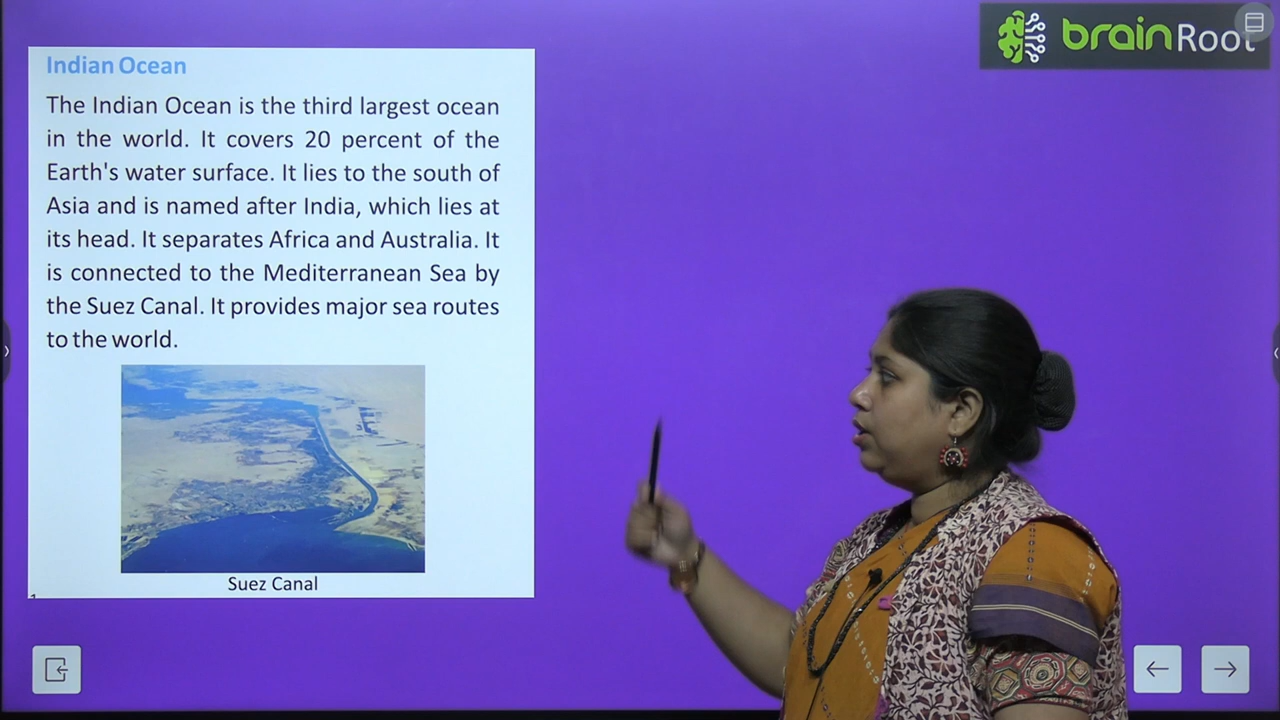 Indian Ocean
The Indian Ocean is the third largest ocean
in the world. It covers 20 percent of the
Earth's water surface. It lies to the south of
Asia and is named after India, which lies at
its head. It separates Africa and Australia. It
is connected to the Mediterranean Sea by
the Suez Canal. It provides major sea routes
to the world.
Suez Canal
brainRoot